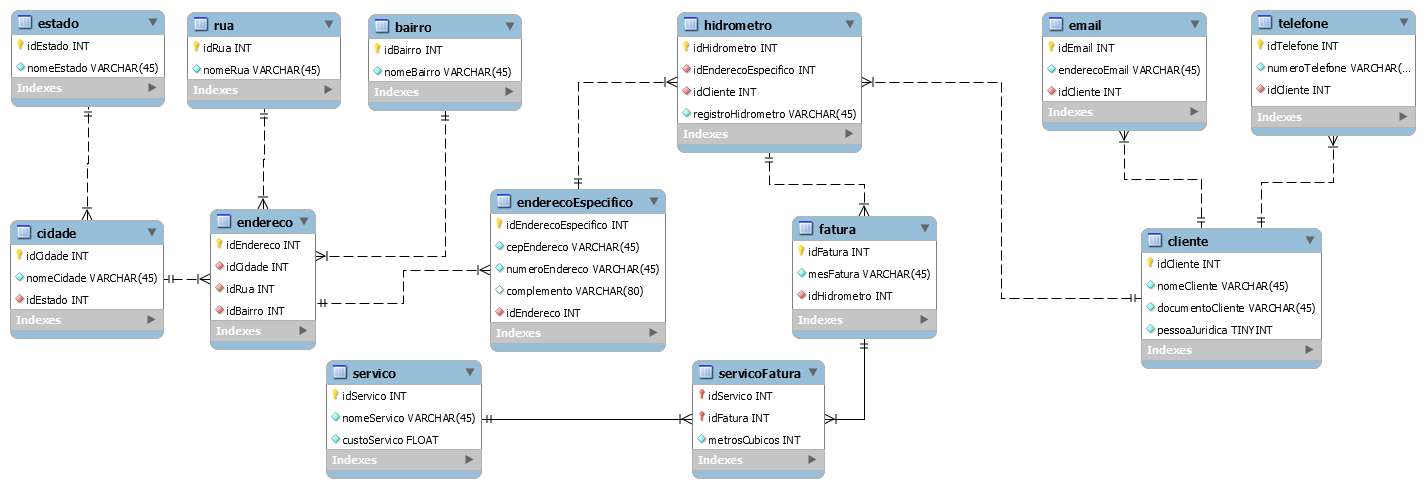 estado
idEstado INT
nomeEstado VARCHAR(45)
Indexes
rua
idRua INT
nomeRua VARCHAR(45)
Indexes
bairro
idBairro INT
nomeBairro VARCHAR(45)
Indexes
hidrometro
idHidrometro INT
idEnderecoEspecifico INT
idCliente INT
registroHidrometro VARCHAR(45)
Indexes
email
idEmail INT
enderecoEmail VARCHAR(45)
idCliente INT
Indexes
telefone
idTelefone INT
numeroTelefone VARCHAR(...
idCliente INT
Indexes
cidade
idCidade INT
nomeCidade VARCHAR(45)
idEstado INT
Indexes
endereco
idEndereco INT
idCidade INT
idRua INT
idBairro INT
Indexes
enderecoEspecifico
idEnderecoEspecifico INT
cepEndereco VARCHAR(45)
numeroEndereco VARCHAR(45)
complemento VARCHAR(80)
idEndereco INT
Indexes
fatura
idFatura INT
mesFatura VARCHAR(45)
idHidrometro INT
Indexes
cliente
idCliente INT
nomeCliente VARCHAR(45)
documentoCliente VARCHAR(45)
pessoaJuridica TINYINT
Indexes
servico
idServico INT
nomeServico VARCHAR(45)
custoServico FLOAT
Indexes
servicoFatura
idServico INT
idFatura INT
metrosCubicos INT
Indexes